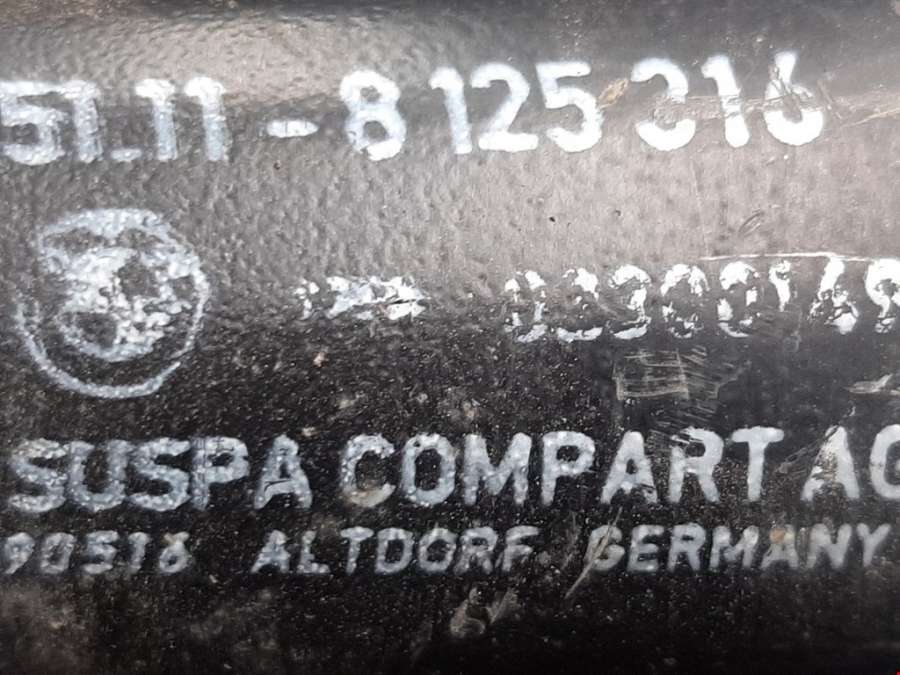 51.11-8 125 316
SUSPA COMPART AG
90518 ALTDORF. GERMANY